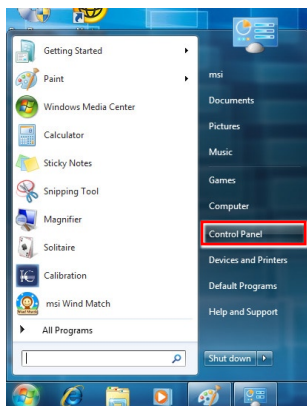 Getting Started
Paint
Windows Media Center
Calculator
Sticky Notes
Snipping Tool
Magnifier
Solitaire
Calibration
msi Wind Match
All Programs
msi
Documents
Pictures
Music
Games
Computer
Control Panel
Devices and Printers
Default Programs
Help and Support
Shut down